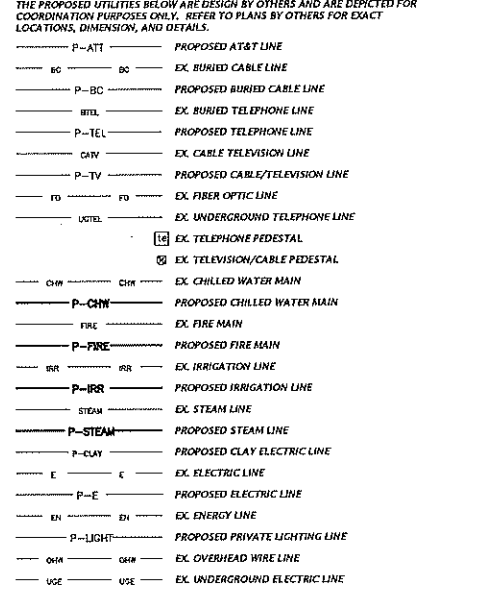 THE PROPOSED UTILITIES BELOW ARE DESIGN BY OTHERS AND ARE DEPICTED FOR
COORDINATION PURPOSES ONLY. REFER TO PLANS BY OTHERS FOR EXACT
LOCATIONS, DIMENSION, AND DETAILS.
P-ATT PROPOSED AT&T LINE
BC BC EX. BURIED CABLE LINE
P-BC PROPOSED BURIED CABLE LINE
BTEL EX. BURIED TELEPHONE LINE
P-TEL PROPOSED TELEPHONE LINE
CATV EX. CABLE TELEVISION LINE
P-TV PROPOSED CABLE/TELEVISION LINE
FO FO EX. FIBER OPTIC LINE
UGTEL EX. UNDERGROUND TELEPHONE LINE
te EX. TELEPHONE PEDESTAL
EX. TELEVISION/CABLE PEDESTAL
CHW CHW EX. CHILLED WATER MAIN
P-CHW PROPOSED CHILLED WATER MAIN
FIRE EX. FIRE MAIN
P-FIRE PROPOSED FIRE MAIN
IRR IRR EX. IRRIGATION LINE
P-IRR PROPOSED IRRIGATION LINE
STEAM EX. STEAM LINE
P-STEAM PROPOSED STEAM LINE
P-CLAY PROPOSED CLAY ELECTRIC LINE
E E EX. ELECTRIC LINE
P-E PROPOSED ELECTRIC LINE
EN EN EX. ENERGY LINE
P-LIGHT PROPOSED PRIVATE LIGHTING LINE
OHW OHW EX. OVERHEAD WIRE LINE
UGE UGE EX. UNDERGROUND ELECTRIC LINE